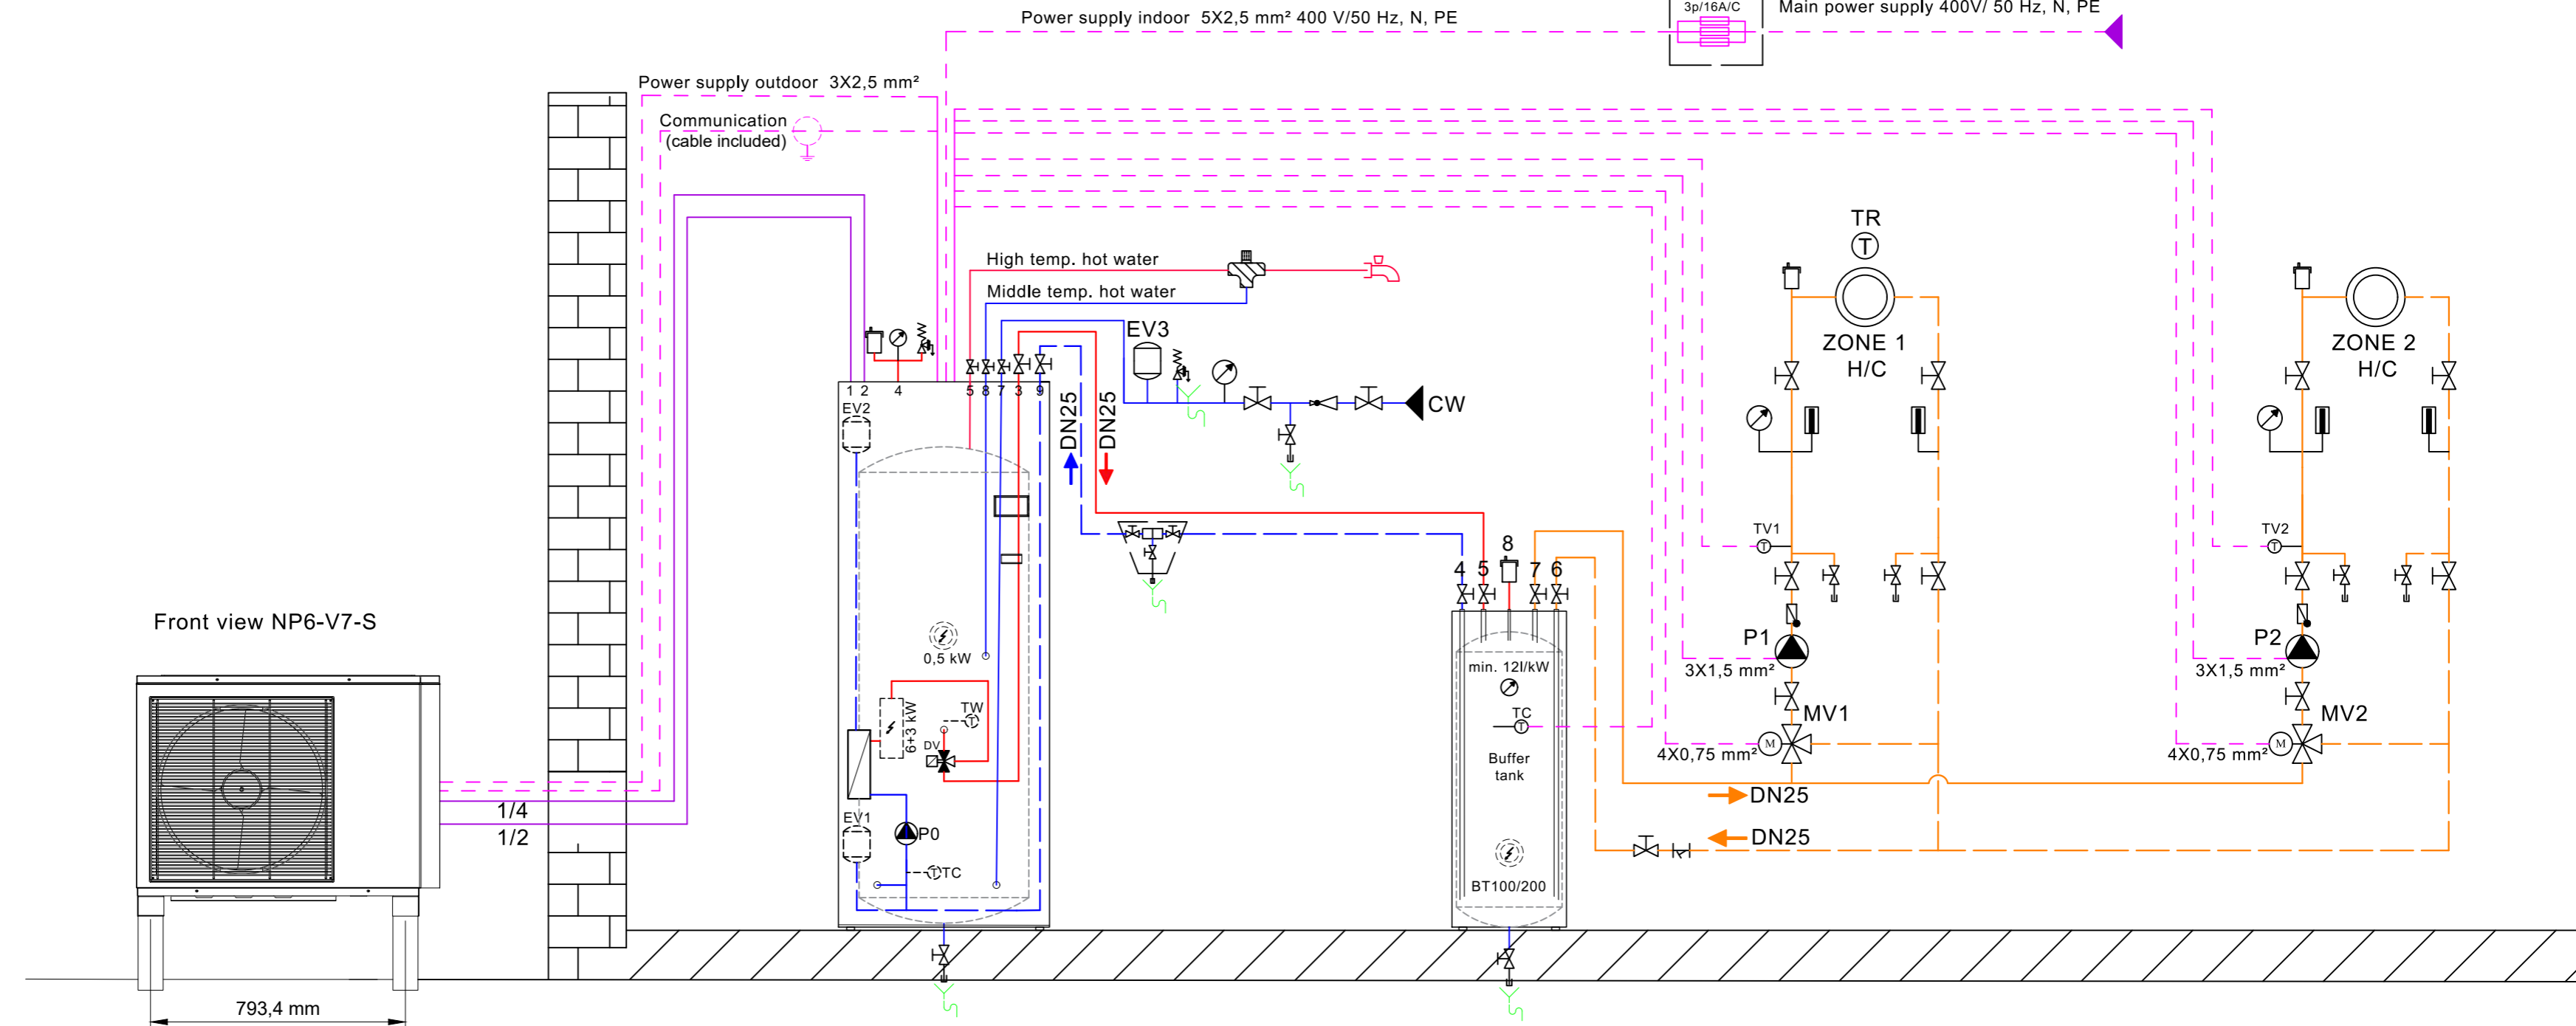 3p/16A/C
Main power supply 400V/ 50 Hz, N, PE
Power supply indoor 5X2,5 mm² 400 V/50 Hz, N, PE
Power supply outdoor 3X2,5 mm²
Communication
(cable included)
High temp. hot water
Middle temp. hot water
EV3
CW
TR
T
ZONE 1
H/C
ZONE 2
H/C
1 2 4 5 8 7 3 9
EV2
DN25
DN25
TV1
T
TV2
T
4 5 8 7 6
Front view NP6-V7-S
0,5 kW
6+3 kW
TW
T
DV
EV1
P0
T
TC
min. 12l/kW
TC
T
Buffer
tank
BT100/200
P1
3X1,5 mm²
MV1
M
4X0,75 mm²
P2
3X1,5 mm²
MV2
M
4X0,75 mm²
DN25
DN25
1/4
1/2
793,4 mm